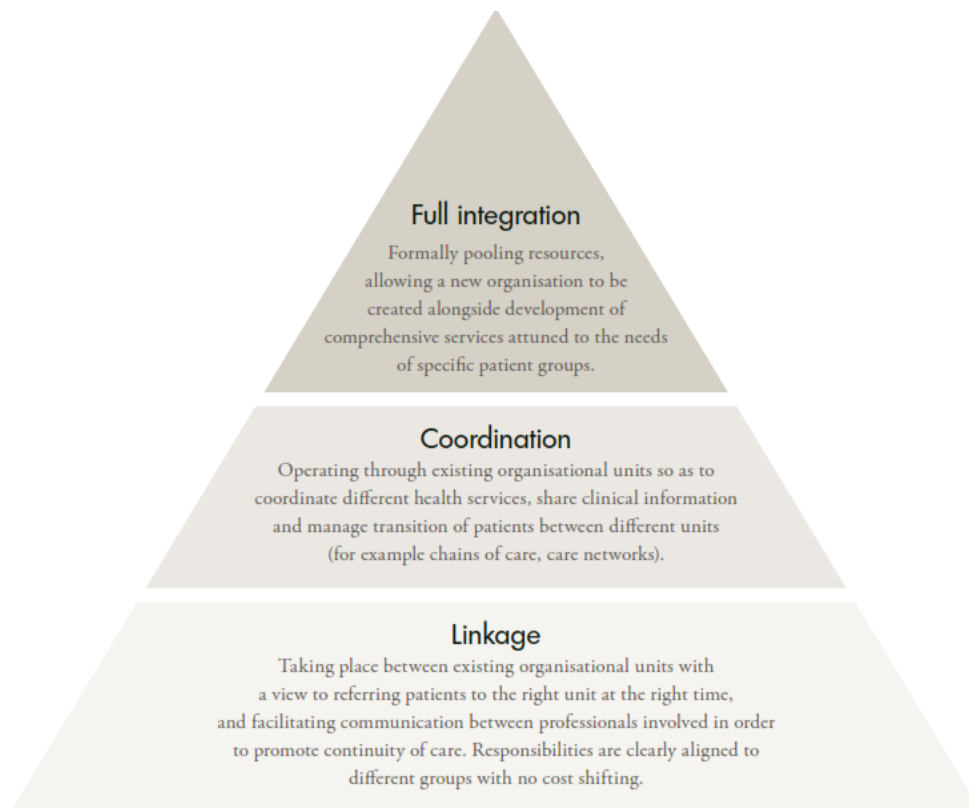 Full integration
Formally pooling resources,
allowing a new organisation to be
created alongside development of
comprehensive services attuned to the needs
of specific patient groups.
Coordination
Operating through existing organisational units so as to
coordinate different health services, share clinical information
and manage transition of patients between different units
(for example chains of care, care networks).
Linkage
Taking place between existing organisational units with
a view to referring patients to the right unit at the right time,
and facilitating communication between professionals involved in order
to promote continuity of care. Responsibilities are clearly aligned to
different groups with no cost shifting.